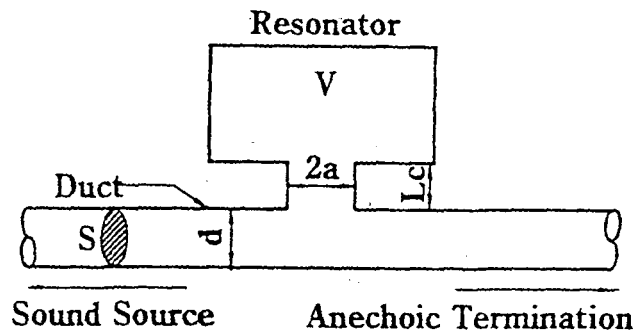 Resonator
V
2a
Lc
Duct
S
d
Sound Source
Anechoic Termination